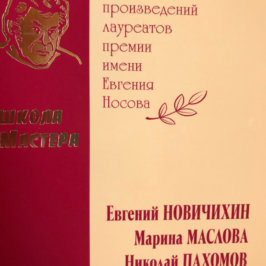 произведений
лауреатов
премии
имени
Евгения
Носова
ШКОЛА
МАСТЕРА
Евгений НОВИЧИХИН
Марина МАСЛОВА
Николай ПАХОМОВ